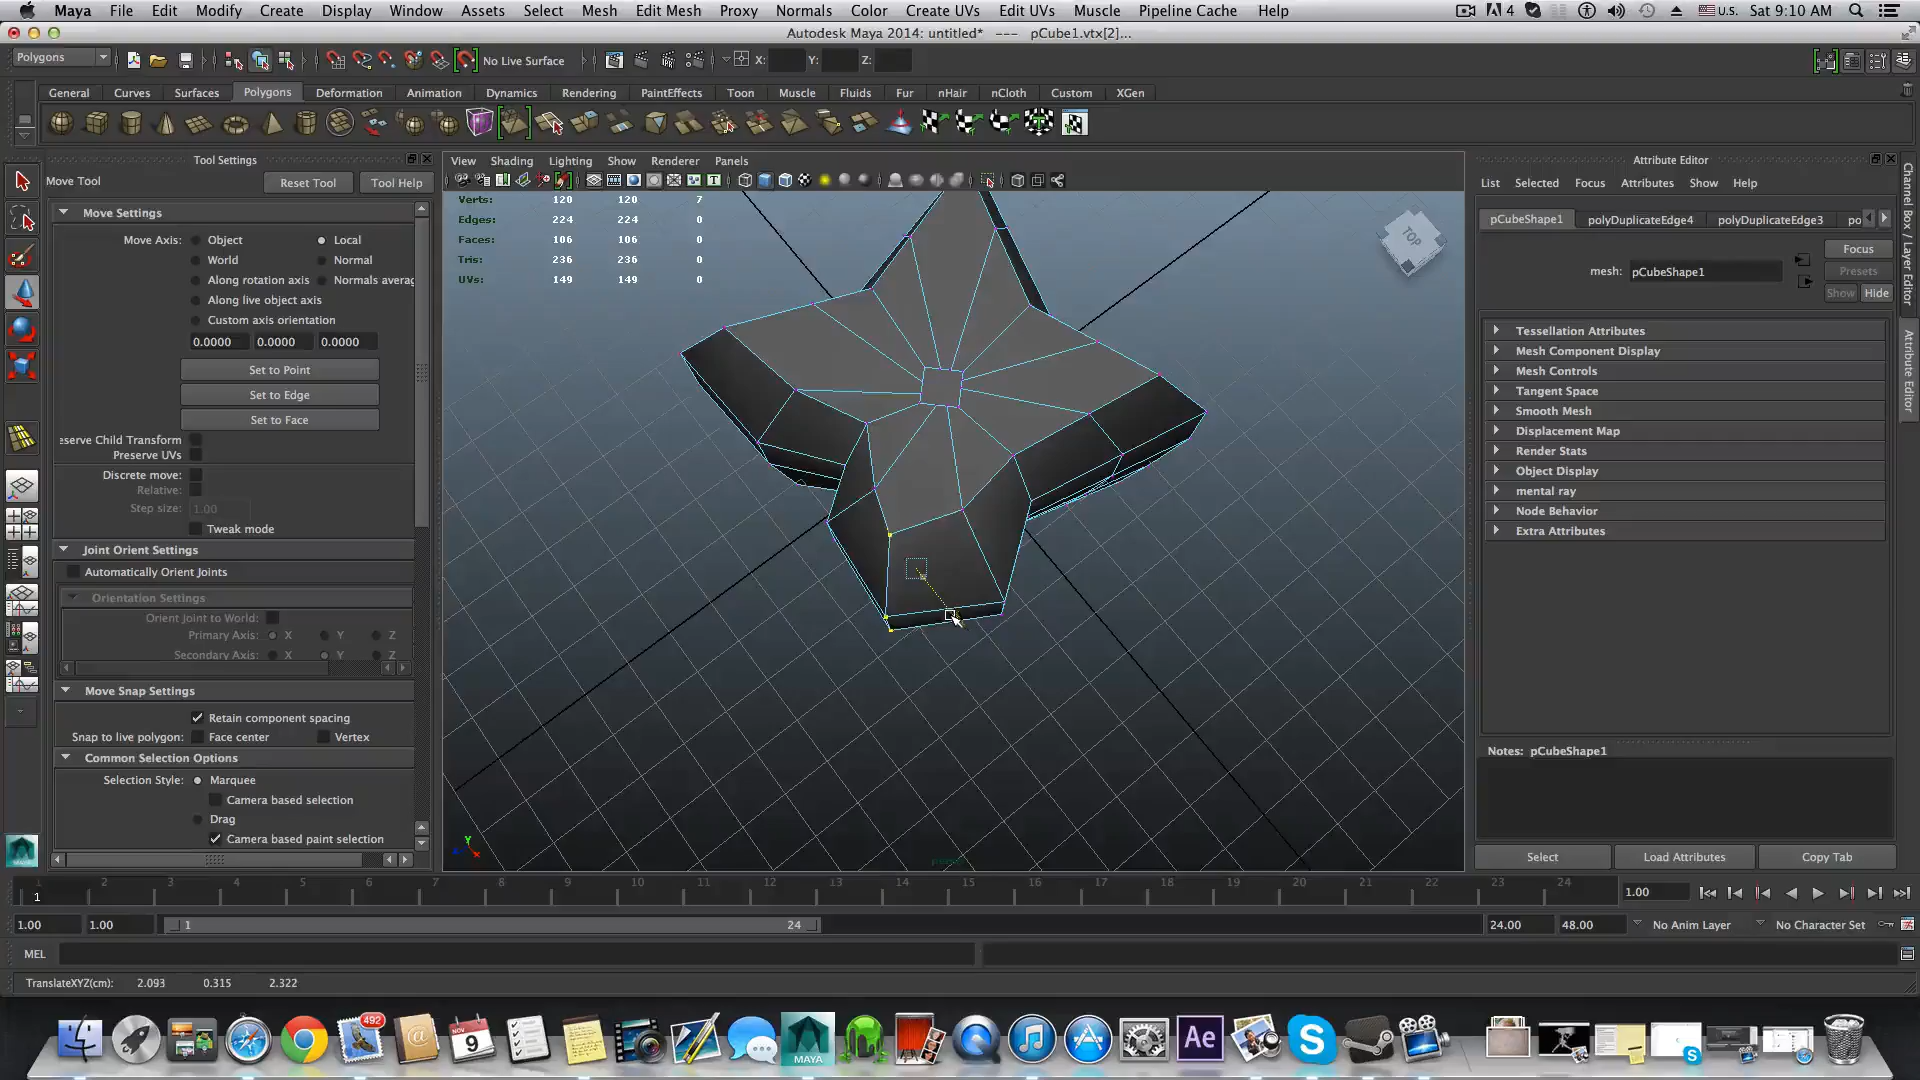 Maya File Edit Modify Create Display Window Assets Select Mesh Edit Mesh Proxy Normals Color Create UVs Edit UVs Muscle Pipeline Cache Help 4 U.S. Sat 9:10 AM
Autodesk Maya 2014: untitled* --- pCube1.vtx[2]...
Polygons No Live Surface X: Y: Z:
General Curves Surfaces Polygons Deformation Animation Dynamics Rendering PaintEffects Toon Muscle Fluids Fur nHair nCloth Custom XGen
Tool Settings
Move Tool Reset Tool Tool Help
Move Settings
Move Axis: Object Local
World Normal
Along rotation axis Normals averag
Along live object axis
Custom axis orientation
0.0000 0.0000 0.0000
Set to Point
Set to Edge
Set to Face
eserve Child Transform
Preserve UVs
Discrete move:
Relative:
Step size: 1.00
Tweak mode
Joint Orient Settings
Automatically Orient Joints
Orientation Settings
Orient Joint to World:
Primary Axis: X Y Z
Secondary Axis: X Y Z
Move Snap Settings
Retain component spacing
Snap to live polygon: Face center Vertex
Common Selection Options
Selection Style: Marquee
Camera based selection
Drag
Camera based paint selection
View Shading Lighting Show Renderer Panels
Verts: 120 120 7
Edges: 224 224 0
Faces: 106 106 0
Tris: 236 236 0
UVs: 149 149 0
TOP
Y
Attribute Editor
List Selected Focus Attributes Show Help
pCubeShape1 polyDuplicateEdge4 polyDuplicateEdge3 po
Focus
mesh: pCubeShape1 Presets
Show Hide
Tessellation Attributes
Mesh Component Display
Mesh Controls
Tangent Space
Smooth Mesh
Displacement Map
Render Stats
Object Display
mental ray
Node Behavior
Extra Attributes
Notes: pCubeShape1
Select Load Attributes Copy Tab
Channel Box / Layer Editor
Attribute Editor
1 2 3 4 5 6 7 8 9 10 11 12 13 14 15 16 17 18 19 20 21 22 23 24
1 1.00
1.00 1.00 1 24 24.00 48.00 No Anim Layer No Character Set
MEL
TranslateXYZ(cm): 2.093 0.315 2.322
492 NOV 9 MAYA Ae